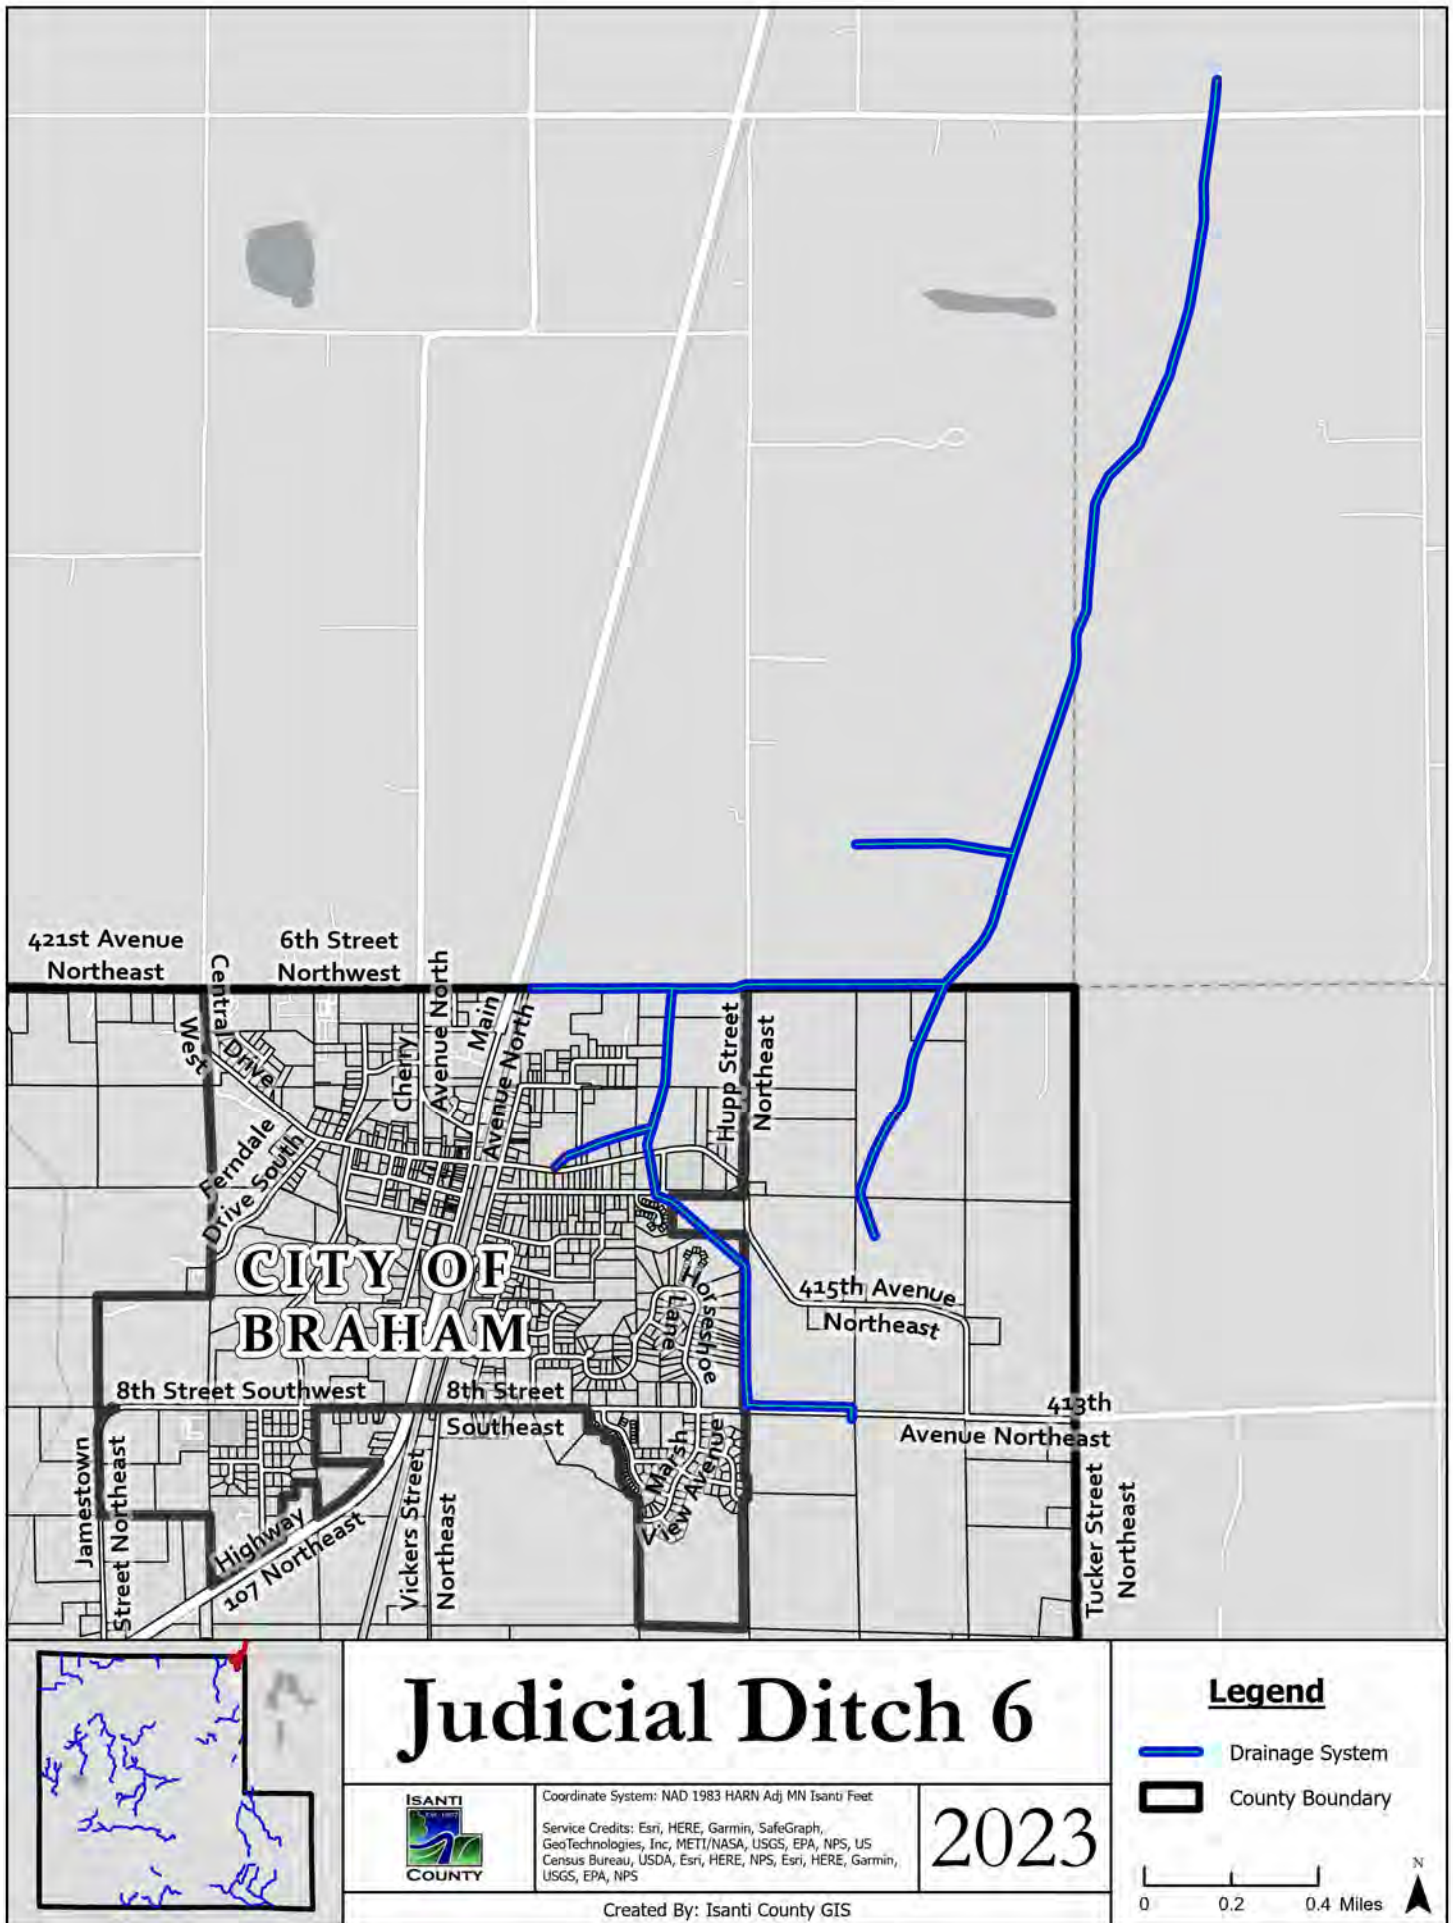 421st Avenue
Northeast
6th Street
Northwest
Central Drive
West
Cherry
Avenue North
Main
Avenue North
Hupp Street
Northeast
Ferndale
Drive South
CITY OF
BRAHAM
Horseshoe
Lane
415th Avenue
Northeast
8th Street Southwest
8th Street
Southeast
413th
Avenue Northeast
Marsh
View Avenue
Jamestown
Street Northeast
Highway
107 Northeast
Vickers Street
Northeast
Tucker Street
Northeast
Judicial Ditch 6
Legend
Drainage System
County Boundary
ISANTI
COUNTY
Coordinate System: NAD 1983 HARN Adj MN Isanti Feet
Service Credits: Esri, HERE, Garmin, SafeGraph,
GeoTechnologies, Inc, METI/NASA, USGS, EPA, NPS, US
Census Bureau, USDA, Esri, HERE, NPS, Esri, HERE, Garmin,
USGS, EPA, NPS
2023
Created By: Isanti County GIS
N
0 0.2 0.4 Miles